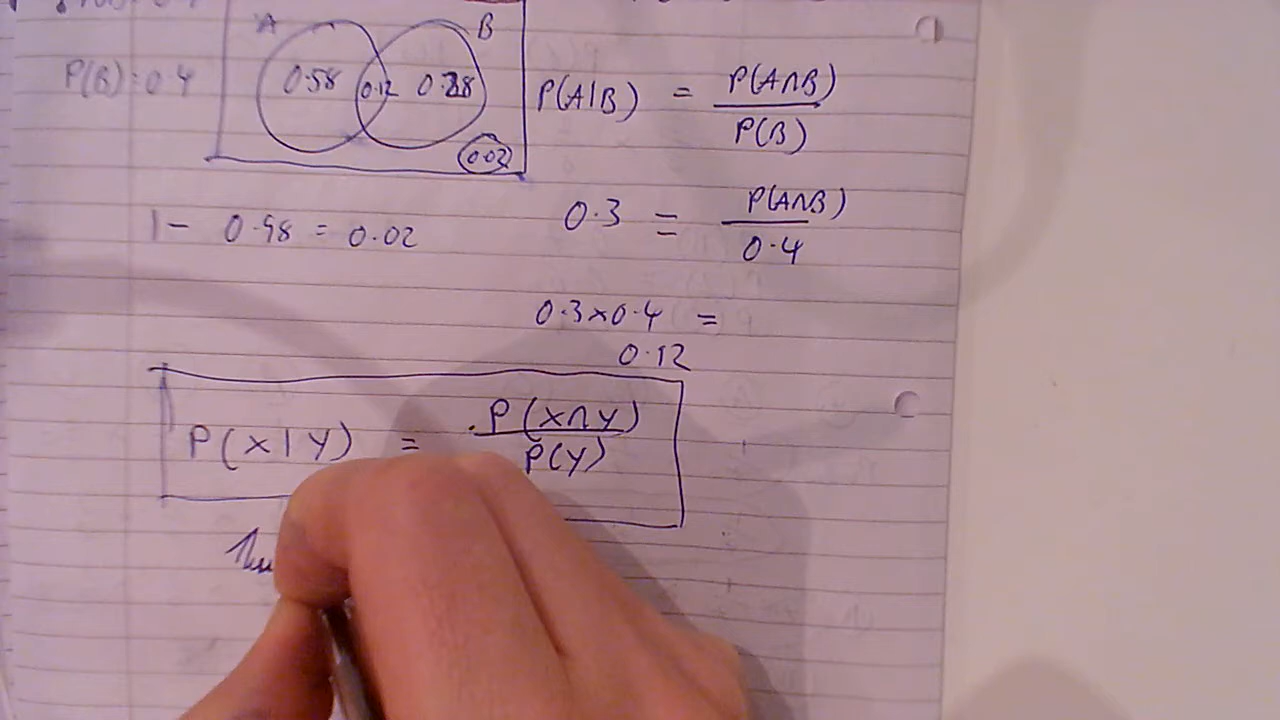 A B
P(B) = 0.4
0.58 0.12 0.28
0.02
P(A|B) = P(A∩B)
P(B)
0.3 = P(A∩B)
0.4
1 - 0.98 = 0.02
0.3×0.4 =
0.12
P(X|Y) = P(X∩Y)
P(Y)